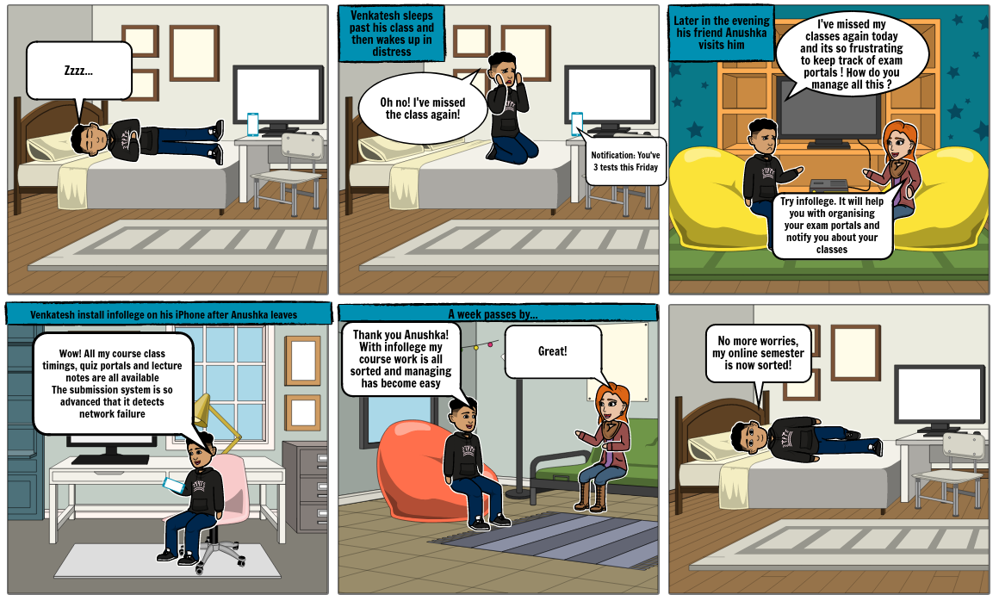 Zzzz...
Venkatesh sleeps
past his class and
then wakes up in
distress
Oh no! I've missed
the class again!
Notification: You've
3 tests this Friday
Later in the evening
his friend Anushka
visits him
I've missed my
classes again today
and its so frustrating
to keep track of exam
portals ! How do you
manage all this ?
Try infollege. It will help
you with organising
your exam portals and
notify you about your
classes
Venkatesh install infollege on his iPhone after Anushka leaves
Wow! All my course class
timings, quiz portals and lecture
notes are all available
The submission system is so
advanced that it detects
network failure
A week passes by...
Thank you Anushka!
With infollege my
course work is all
sorted and managing
has become easy
Great!
No more worries,
my online semester
is now sorted!